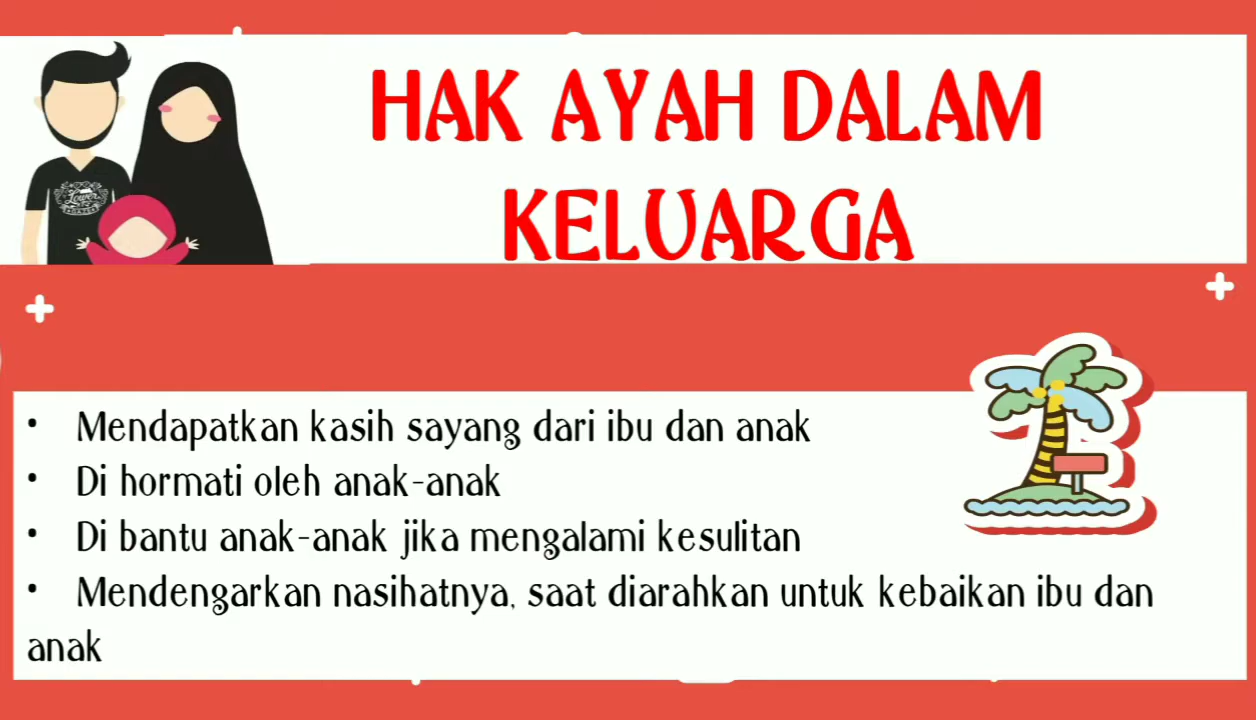 HAK AYAH DALAM
KELUARGA
Lower
• Mendapatkan kasih sayang dari ibu dan anak
• Di hormati oleh anak-anak
• Di bantu anak-anak jika mengalami kesulitan
• Mendengarkan nasihatnya, saat diarahkan untuk kebaikan ibu dan
anak